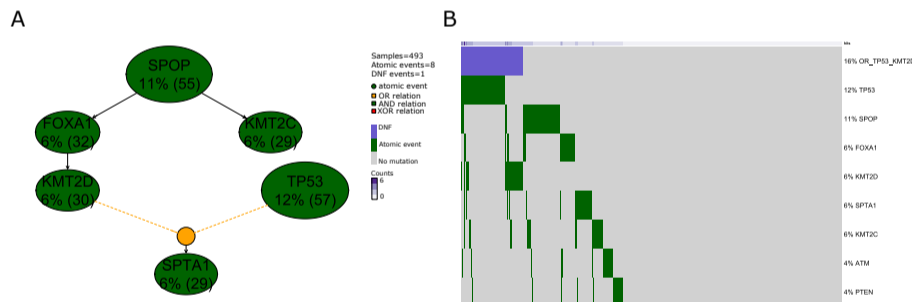 A
SPOP
11% (55)
FOXA1
6% (32)
KMT2C
6% (29)
KMT2D
6% (30)
TP53
12% (57)
SPTA1
6% (29)
Samples=493
Atomic events=8
DNF events=1
atomic event
OR relation
AND relation
XOR relation
DNF
Atomic event
No mutation
Counts
6
0
B
16% OR_TP53_KMT2D
12% TP53
11% SPOP
6% FOXA1
6% KMT2D
6% SPTA1
6% KMT2C
4% ATM
4% PTEN